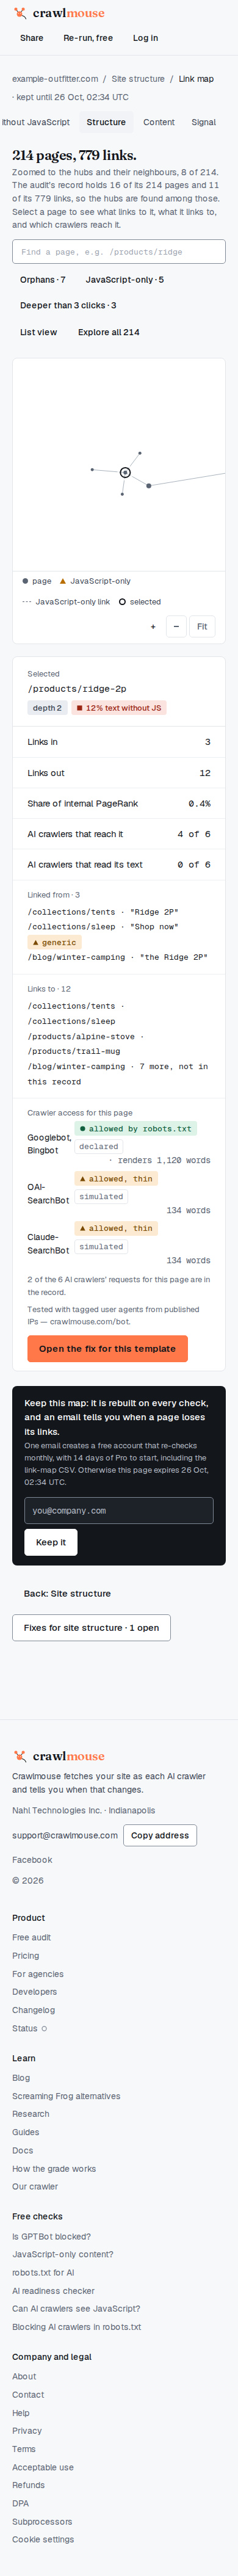 crawlmouse
Share Re-run, free Log in
example-outfitter.com / Site structure / Link map
· kept until 26 Oct, 02:34 UTC
ithout JavaScript Structure Content Signal
214 pages, 779 links.
Zoomed to the hubs and their neighbours, 8 of 214.
The audit's record holds 16 of its 214 pages and 11
of its 779 links, so the hubs are found among those.
Select a page to see what links to it, what it links to,
and which crawlers reach it.
Find a page, e.g. /products/ridge
Orphans · 7 JavaScript-only · 5
Deeper than 3 clicks · 3
List view Explore all 214
page JavaScript-only
JavaScript-only link selected
+ − Fit
Selected
/products/ridge-2p
depth 2 12% text without JS
Links in 3
Links out 12
Share of internal PageRank 0.4%
AI crawlers that reach it 4 of 6
AI crawlers that read its text 0 of 6
Linked from · 3
/collections/tents · "Ridge 2P"
/collections/sleep · "Shop now"
generic
/blog/winter-camping · "the Ridge 2P"
Links to · 12
/collections/tents ·
/collections/sleep
/products/alpine-stove ·
/products/trail-mug
/blog/winter-camping · 7 more, not in
this record
Crawler access for this page
Googlebot,
Bingbot
allowed by robots.txt
declared
· renders 1,120 words
OAI-
SearchBot
allowed, thin
simulated
134 words
Claude-
SearchBot
allowed, thin
simulated
134 words
2 of the 6 AI crawlers' requests for this page are in
the record.
Tested with tagged user agents from published
IPs — crawlmouse.com/bot.
Open the fix for this template
Keep this map: it is rebuilt on every check,
and an email tells you when a page loses
its links.
One email creates a free account that re-checks
monthly, with 14 days of Pro to start, including the
link-map CSV. Otherwise this page expires 26 Oct,
02:34 UTC.
you@company.com
Keep it
Back: Site structure
Fixes for site structure · 1 open
crawlmouse
Crawlmouse fetches your site as each AI crawler
and tells you when that changes.
Nahl Technologies Inc. · Indianapolis
support@crawlmouse.com Copy address
Facebook
© 2026
Product
Free audit
Pricing
For agencies
Developers
Changelog
Status
Learn
Blog
Screaming Frog alternatives
Research
Guides
Docs
How the grade works
Our crawler
Free checks
Is GPTBot blocked?
JavaScript-only content?
robots.txt for AI
AI readiness checker
Can AI crawlers see JavaScript?
Blocking AI crawlers in robots.txt
Company and legal
About
Contact
Help
Privacy
Terms
Acceptable use
Refunds
DPA
Subprocessors
Cookie settings